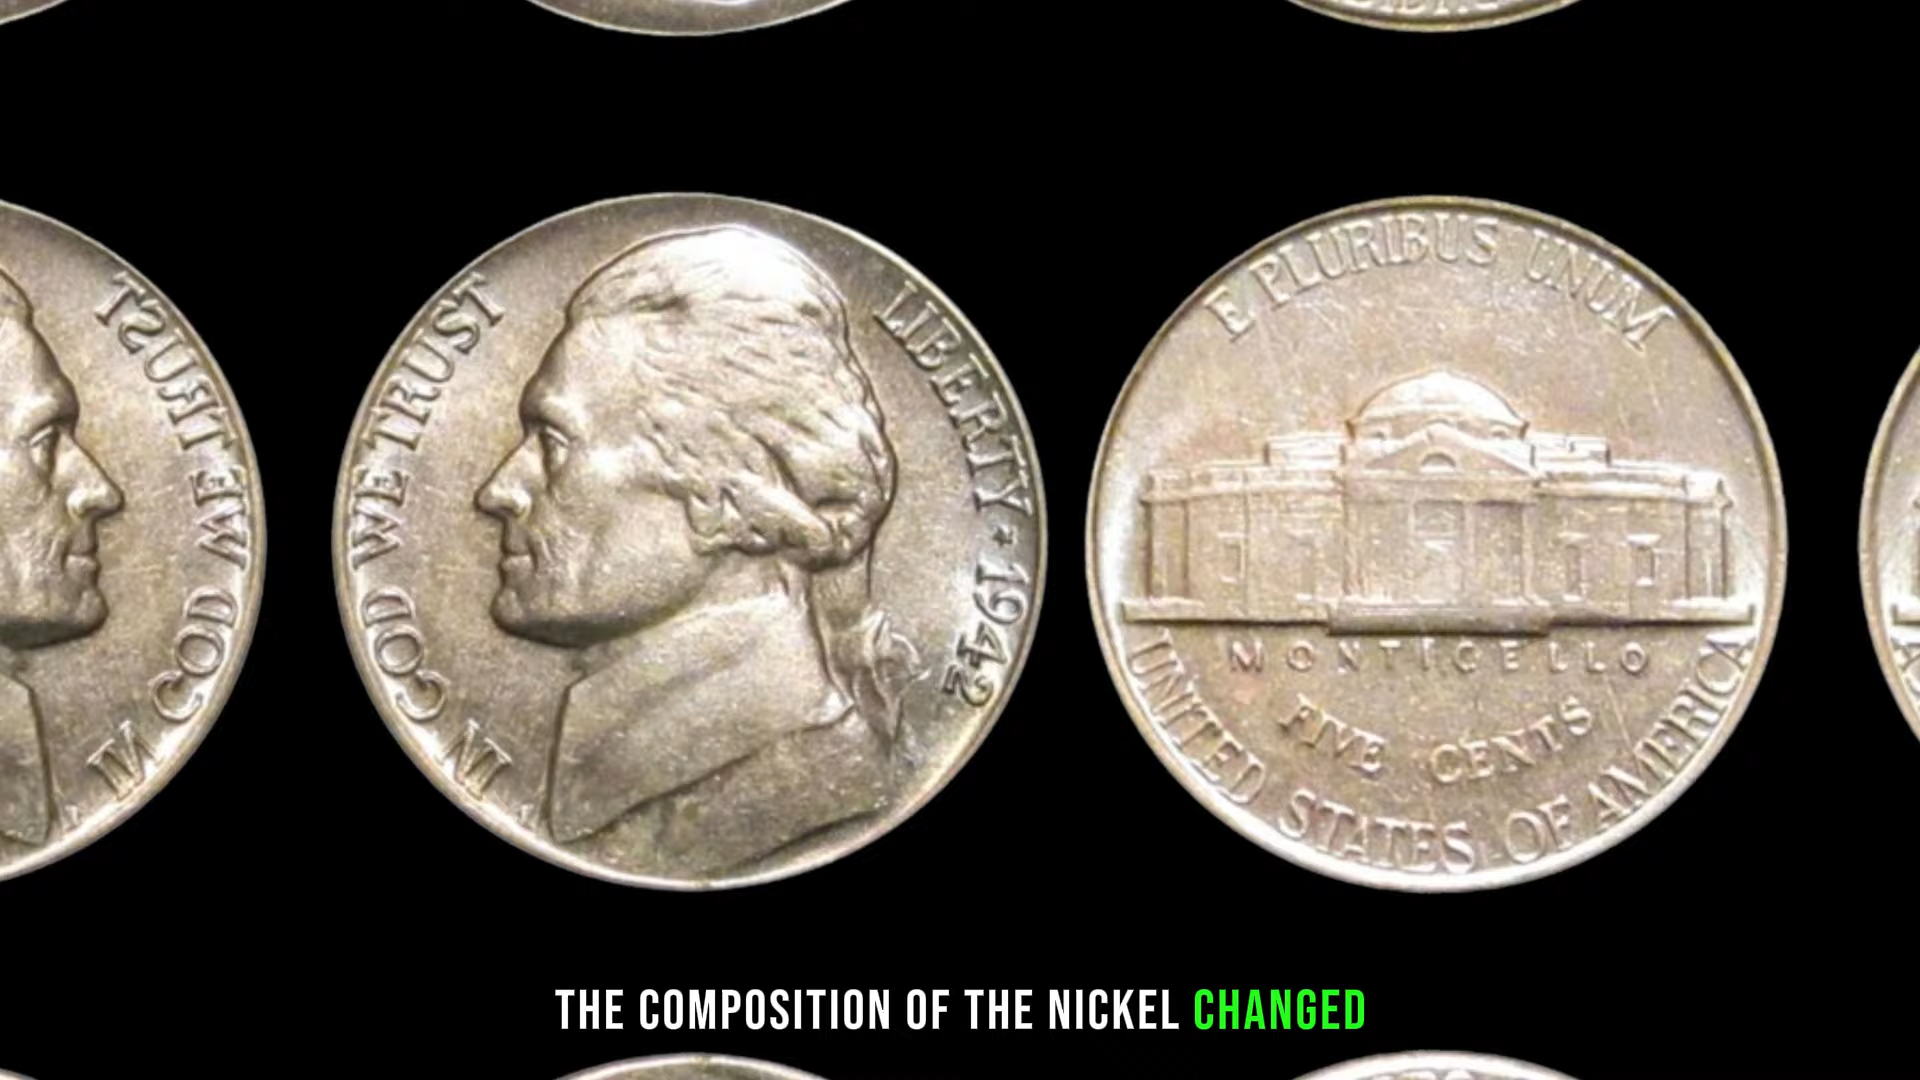 IN GOD WE TRUST
IN GOD WE TRUST
LIBERTY * 1942
E PLURIBUS UNUM
MONTICELLO
FIVE CENTS
UNITED STATES OF AMERICA
THE COMPOSITION OF THE NICKEL CHANGED